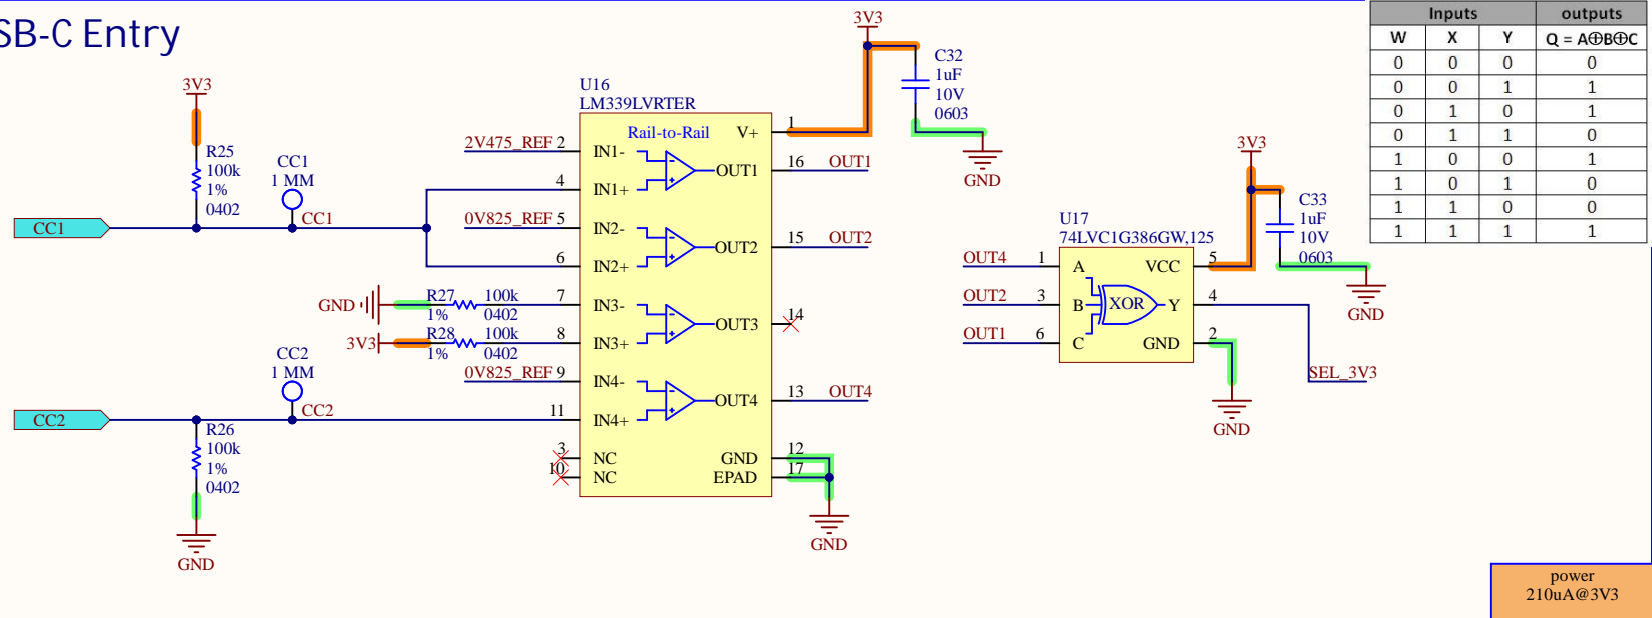 SB-C Entry
3V3
R25
100k
1%
0402
CC1
1 MM
CC1
CC1
U16
LM339LVRTER
Rail-to-Rail
V+
1
2V475_REF 2
IN1-
4
IN1+
OUT1
16
OUT1
0V825_REF 5
IN2-
6
IN2+
OUT2
15
OUT2
GND
R27
1%
100k
0402
7
IN3-
3V3
R28
1%
100k
0402
8
IN3+
OUT3
14
0V825_REF 9
IN4-
11
IN4+
OUT4
13
OUT4
3
NC
10
NC
GND
12
EPAD
17
GND
CC2
1 MM
CC2
CC2
R26
100k
1%
0402
GND
3V3
C32
1uF
10V
0603
GND
3V3
C33
1uF
10V
0603
GND
U17
74LVC1G386GW,125
OUT4
1
A
VCC
5
OUT2
3
B
XOR
Y
4
OUT1
6
C
GND
2
SEL_3V3
GND
Inputs outputs
W X Y Q = A⊕B⊕C
0 0 0 0
0 0 1 1
0 1 0 1
0 1 1 0
1 0 0 1
1 0 1 0
1 1 0 0
1 1 1 1
power
210uA@3V3